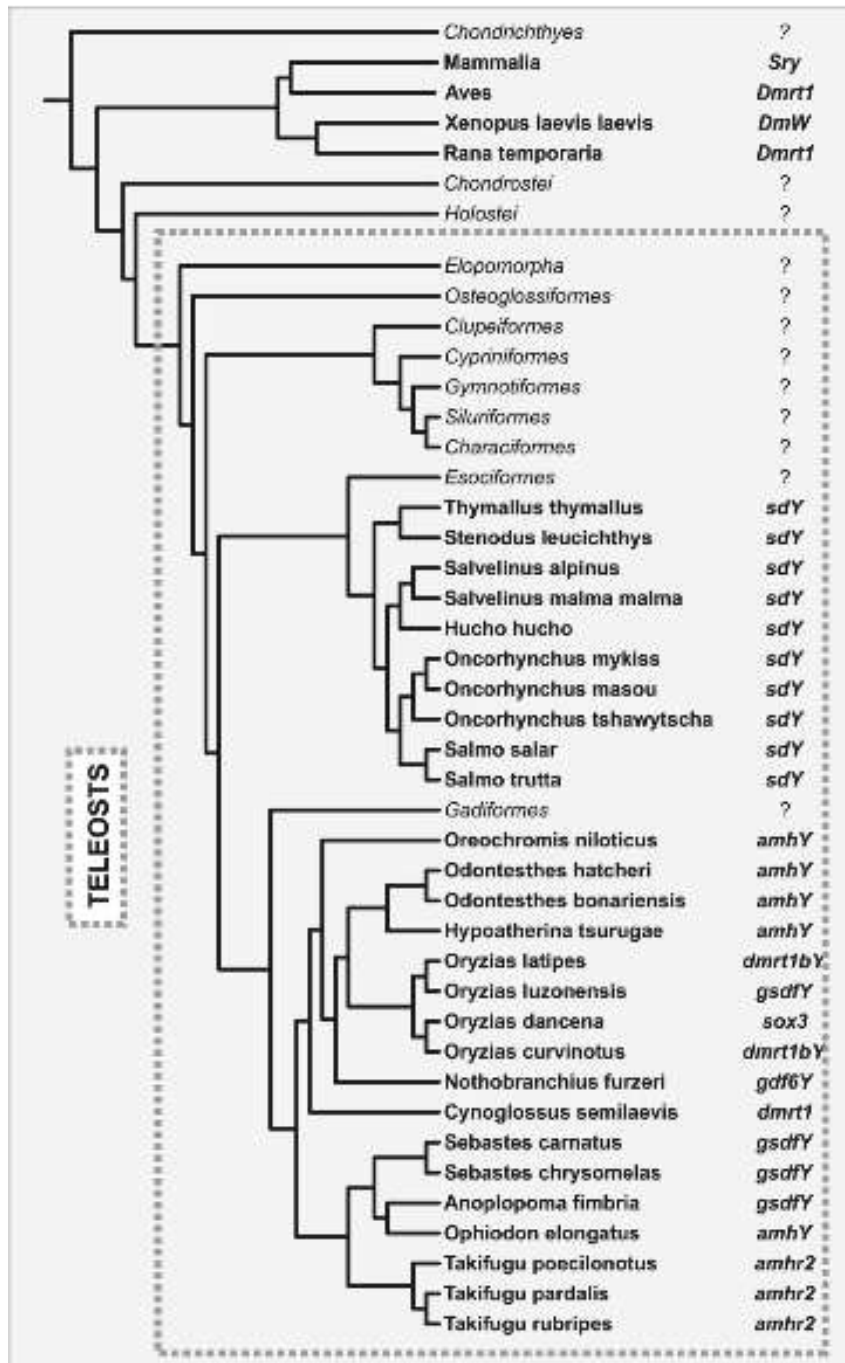 Chondrichthyes ?
Mammalia Sry
Aves Dmrt1
Xenopus laevis laevis DmW
Rana temporaria Dmrt1
Chondrostei ?
Holostei ?
Elopomorpha ?
Osteoglossiformes ?
Clupeiformes ?
Cypriniformes ?
Gymnotiformes ?
Siluriformes ?
Characiformes ?
Esociformes ?
Thymallus thymallus sdY
Stenodus leucichthys sdY
Salvelinus alpinus sdY
Salvelinus malma malma sdY
Hucho hucho sdY
Oncorhynchus mykiss sdY
Oncorhynchus masou sdY
Oncorhynchus tshawytscha sdY
Salmo salar sdY
Salmo trutta sdY
TELEOSTS
Gadiformes ?
Oreochromis niloticus amhY
Odontesthes hatcheri amhY
Odontesthes bonariensis amhY
Hypoatherina tsurugae amhY
Oryzias latipes dmrt1bY
Oryzias luzonensis gsdfY
Oryzias dancena sox3
Oryzias curvinotus dmrt1bY
Nothobranchius furzeri gdf6Y
Cynoglossus semilaevis dmrt1
Sebastes carnatus gsdfY
Sebastes chrysomelas gsdfY
Anoplopoma fimbria gsdfY
Ophiodon elongatus amhY
Takifugu poecilonotus amhr2
Takifugu pardalis amhr2
Takifugu rubripes amhr2